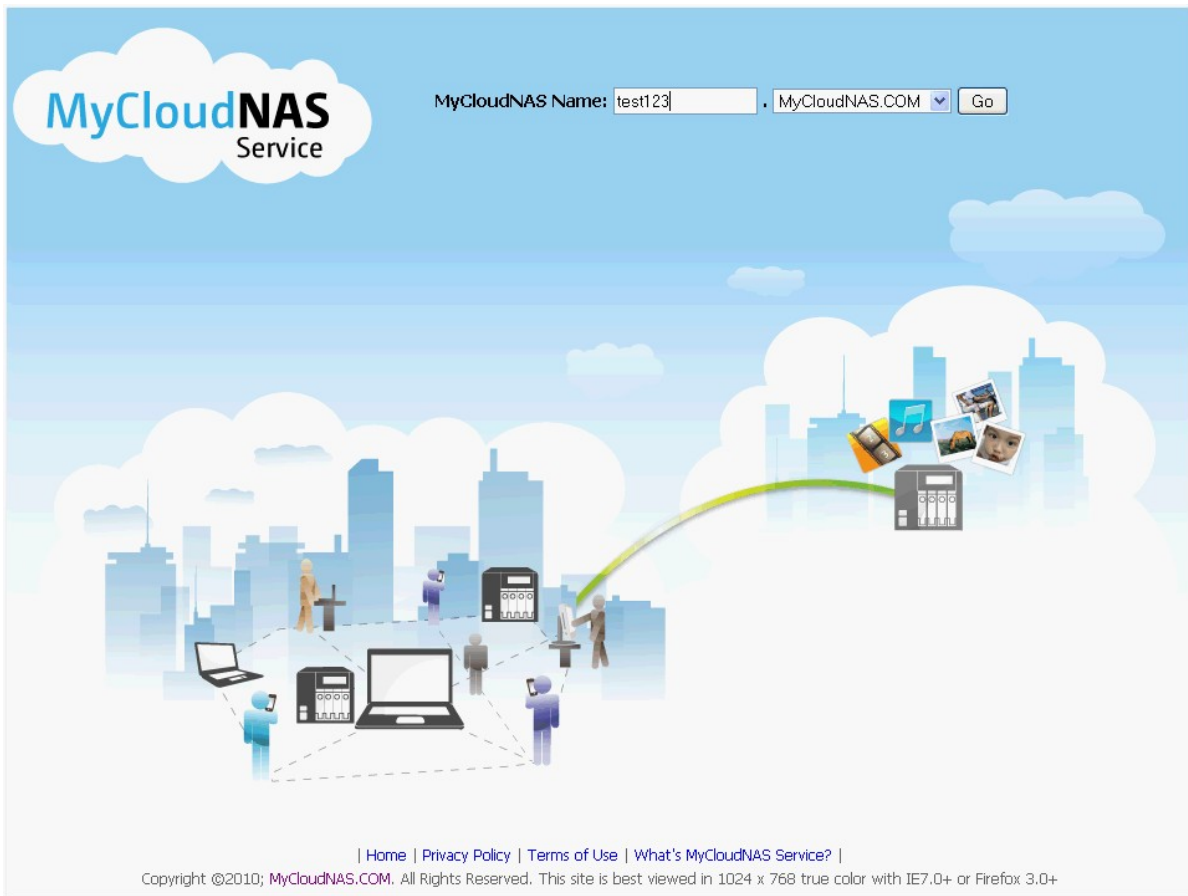 MyCloudNAS
Service
MyCloudNAS Name: test123 . MyCloudNAS.COM Go
| Home | Privacy Policy | Terms of Use | What's MyCloudNAS Service? |
Copyright ©2010; MyCloudNAS.COM. All Rights Reserved. This site is best viewed in 1024 x 768 true color with IE7.0+ or Firefox 3.0+